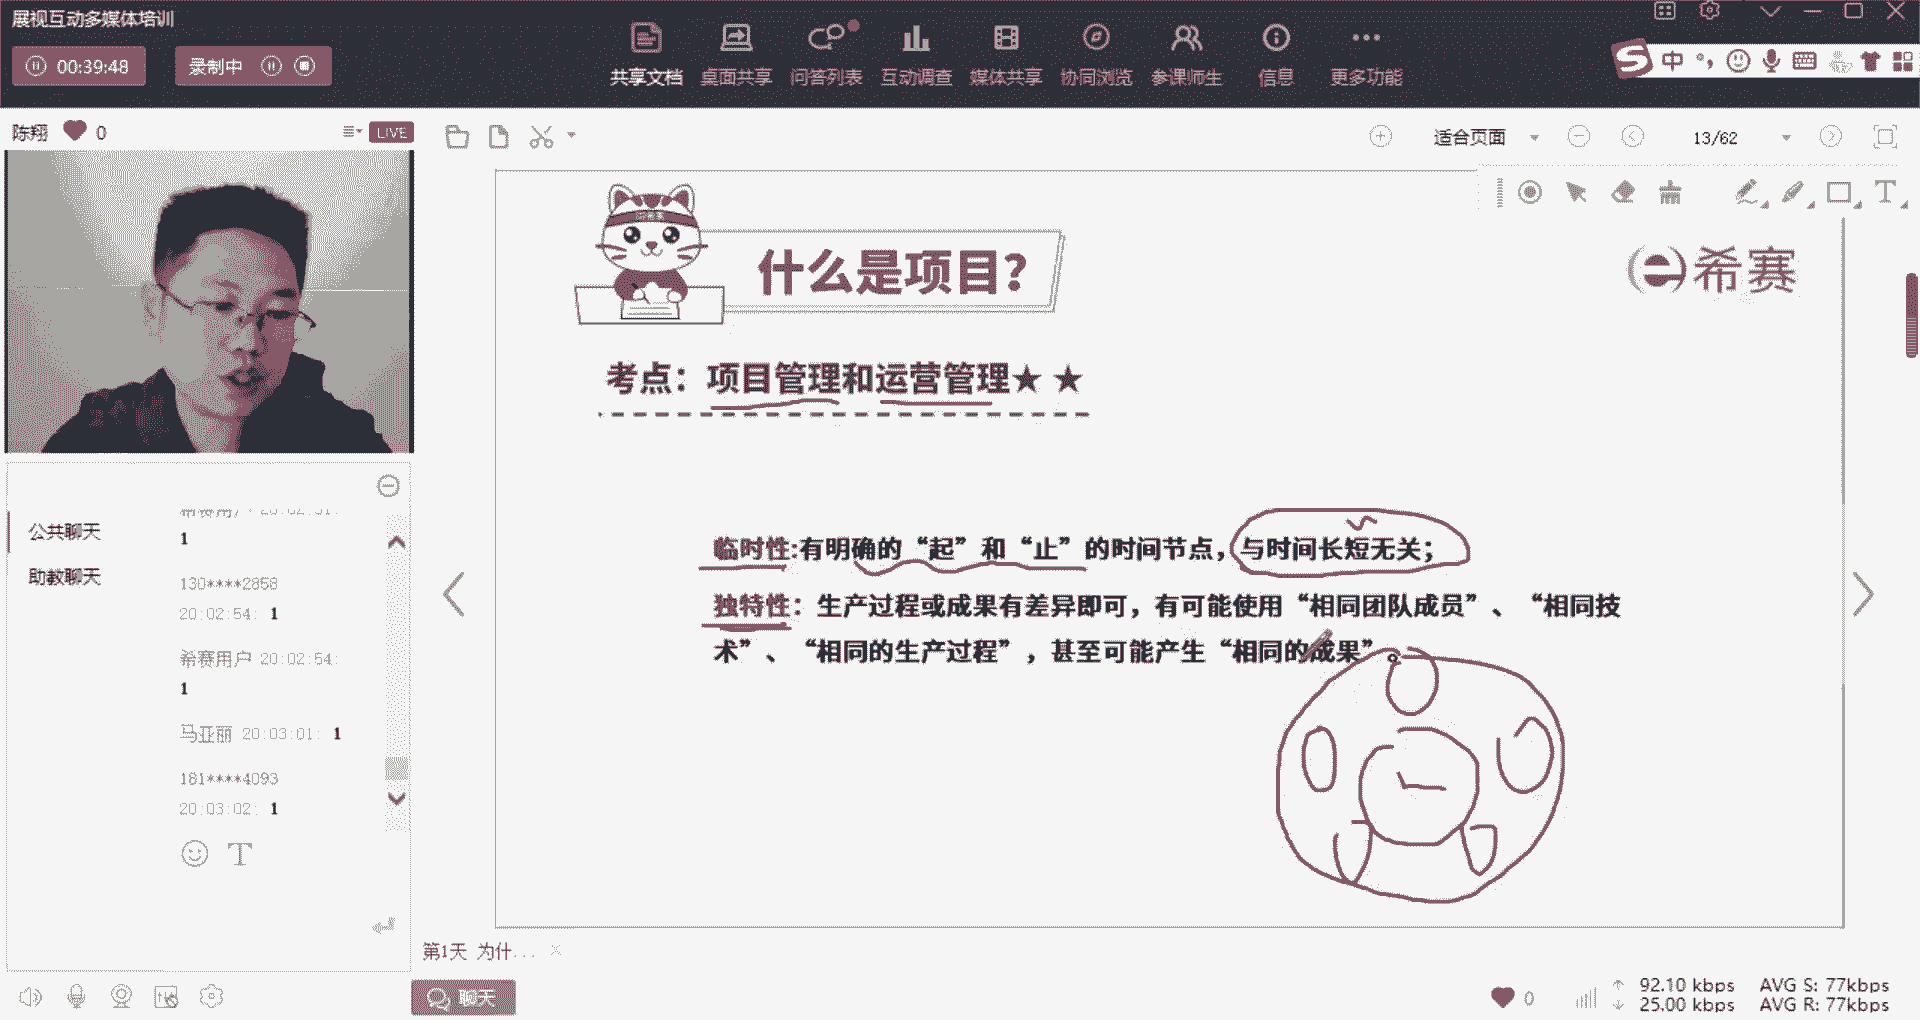 展视互动多媒体培训
00:39:48
录制中
共享文档 桌面共享 问答列表 互动调查 媒体共享 协同浏览 参课师生 信息 更多功能
中
陈翔 0
LIVE
适合页面
13/62
什么是项目?
希赛
考点：项目管理和运营管理★ ★
临时性:有明确的“起”和“止”的时间节点，与时间长短无关；
独特性：生产过程或成果有差异即可，有可能使用“相同团队成员”、“相同技
术”、“相同的生产过程”，甚至可能产生“相同的成果”。
公共聊天
助教聊天
1
130****2858
20:02:54: 1
希赛用户 20:02:54:
1
马亚丽 20:03:01: 1
181****4093
20:03:02: 1
第1天 为什...
聊天
0
92.10 kbps AVG S: 77kbps
25.00 kbps AVG R: 77kbps